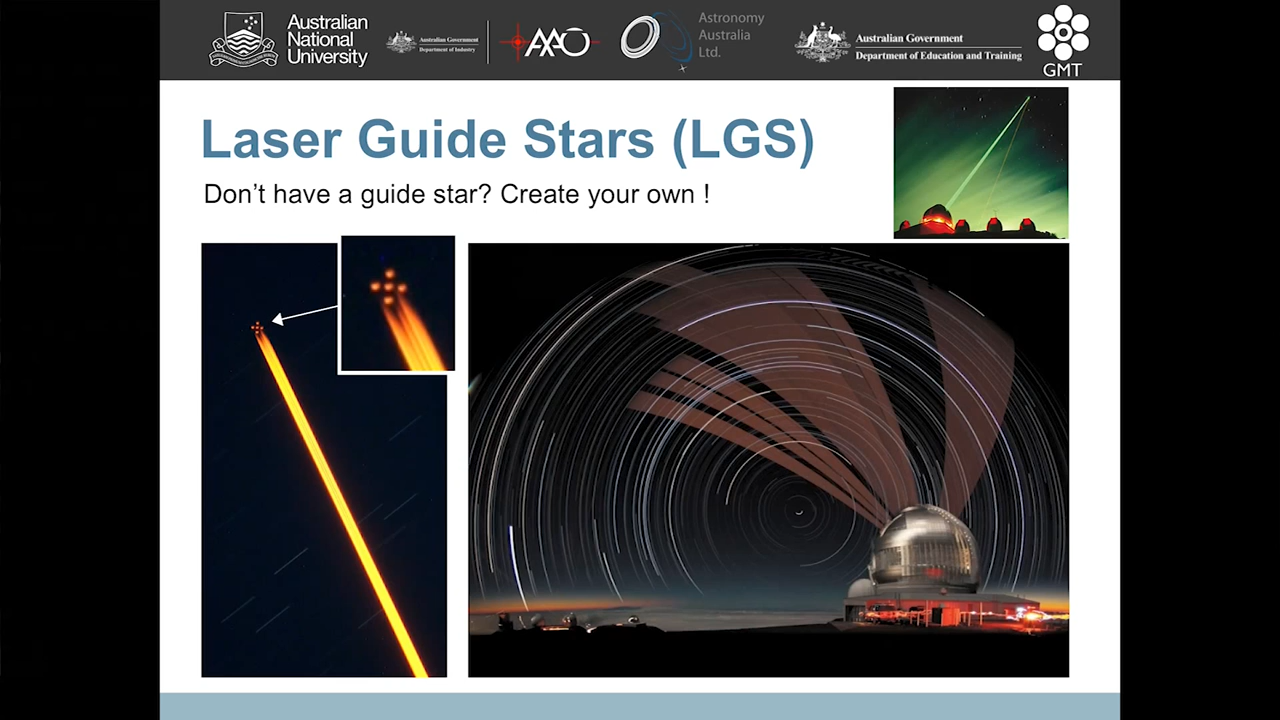 Australian
National
University
Australian Government
Department of Industry
AAO
Astronomy
Australia
Ltd.
Australian Government
Department of Education and Training
GMT
Laser Guide Stars (LGS)
Don't have a guide star? Create your own !